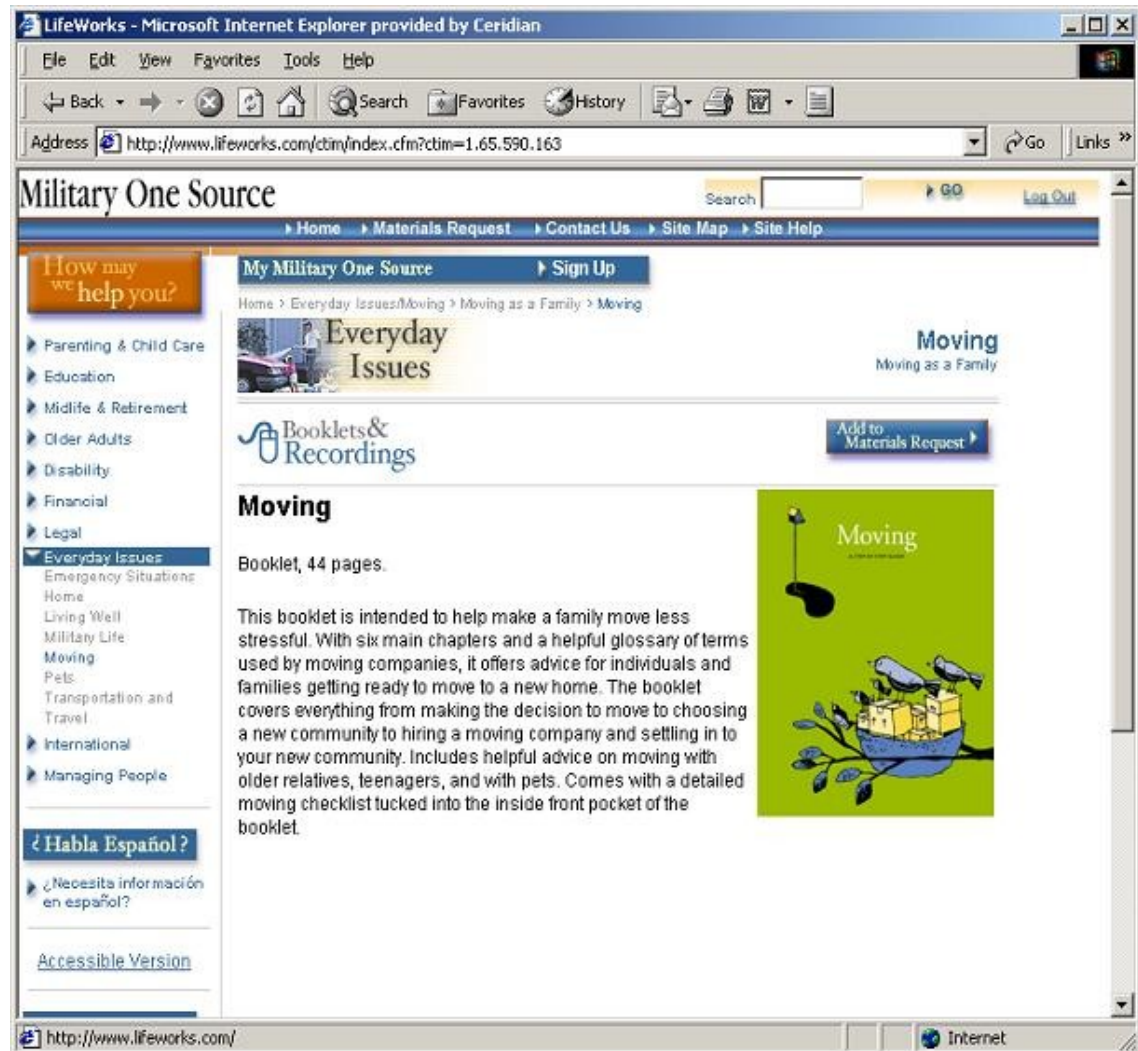 LifeWorks - Microsoft Internet Explorer provided by Ceridian
File Edit View Favorites Tools Help
Back Search Favorites History
Address http://www.lifeworks.com/ctim/index.cfm?ctim=1.65.590.163 Go Links »
Military One Source
Search GO Log Out
Home Materials Request Contact Us Site Map Site Help
How may
we help you?
My Military One Source Sign Up
Home > Everyday Issues/Moving > Moving as a Family > Moving
Everyday
Issues
Moving
Moving as a Family
Parenting & Child Care
Education
Midlife & Retirement
Older Adults
Disability
Financial
Legal
Everyday Issues
Emergency Situations
Home
Living Well
Military Life
Moving
Pets
Transportation and
Travel
International
Managing People
¿Habla Español?
¿Necesita información
en español?
Accessible Version
Booklets&
Recordings
Add to
Materials Request
Moving
Booklet, 44 pages.
This booklet is intended to help make a family move less
stressful. With six main chapters and a helpful glossary of terms
used by moving companies, it offers advice for individuals and
families getting ready to move to a new home. The booklet
covers everything from making the decision to move to choosing
a new community to hiring a moving company and settling in to
your new community. Includes helpful advice on moving with
older relatives, teenagers, and with pets. Comes with a detailed
moving checklist tucked into the inside front pocket of the
booklet.
Moving
http://www.lifeworks.com/ Internet